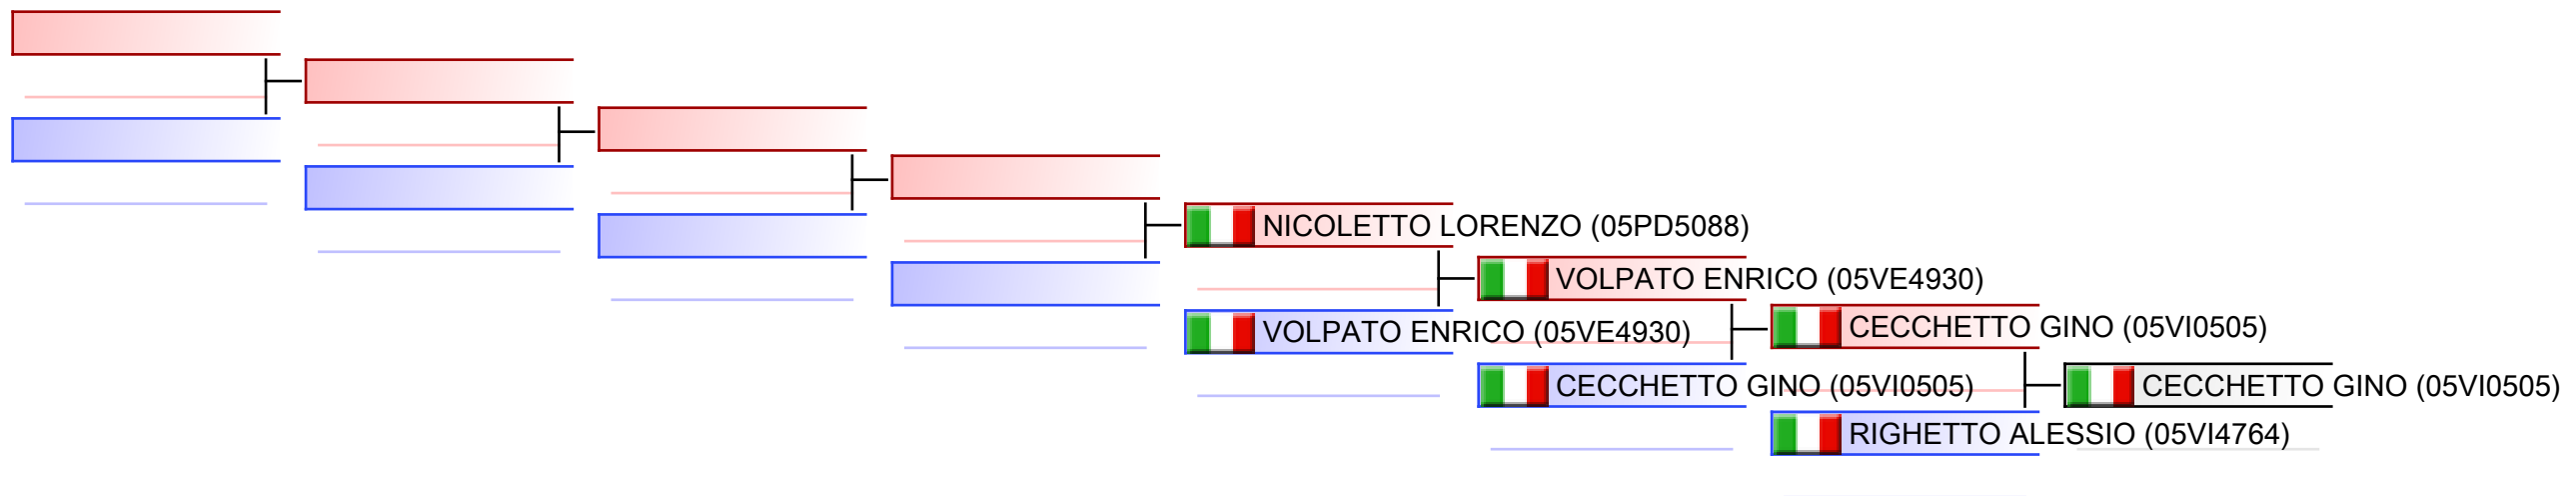 NICOLETTO LORENZO (05PD5088)
VOLPATO ENRICO (05VE4930)
VOLPATO ENRICO (05VE4930)
CECCHETTO GINO (05VI0505)
CECCHETTO GINO (05VI0505)
CECCHETTO GINO (05VI0505)
RIGHETTO ALESSIO (05VI4764)